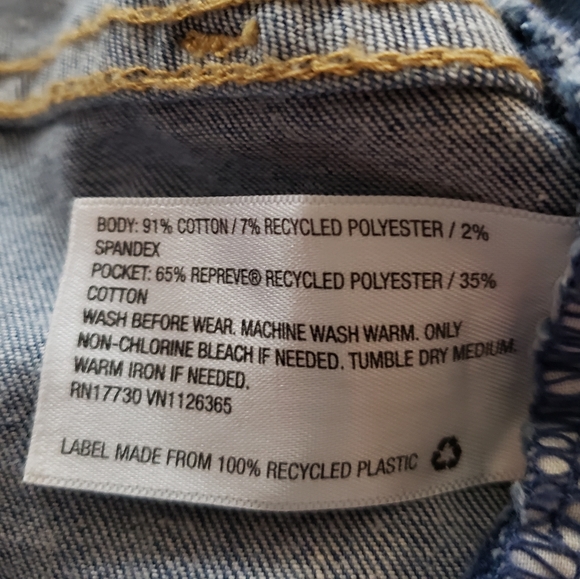 BODY: 91% COTTON / 7% RECYCLED POLYESTER / 2%
SPANDEX
POCKET: 65% REPREVE® RECYCLED POLYESTER / 35%
COTTON
WASH BEFORE WEAR. MACHINE WASH WARM. ONLY
NON-CHLORINE BLEACH IF NEEDED. TUMBLE DRY MEDIUM.
WARM IRON IF NEEDED.
RN17730 VN1126365
LABEL MADE FROM 100% RECYCLED PLASTIC